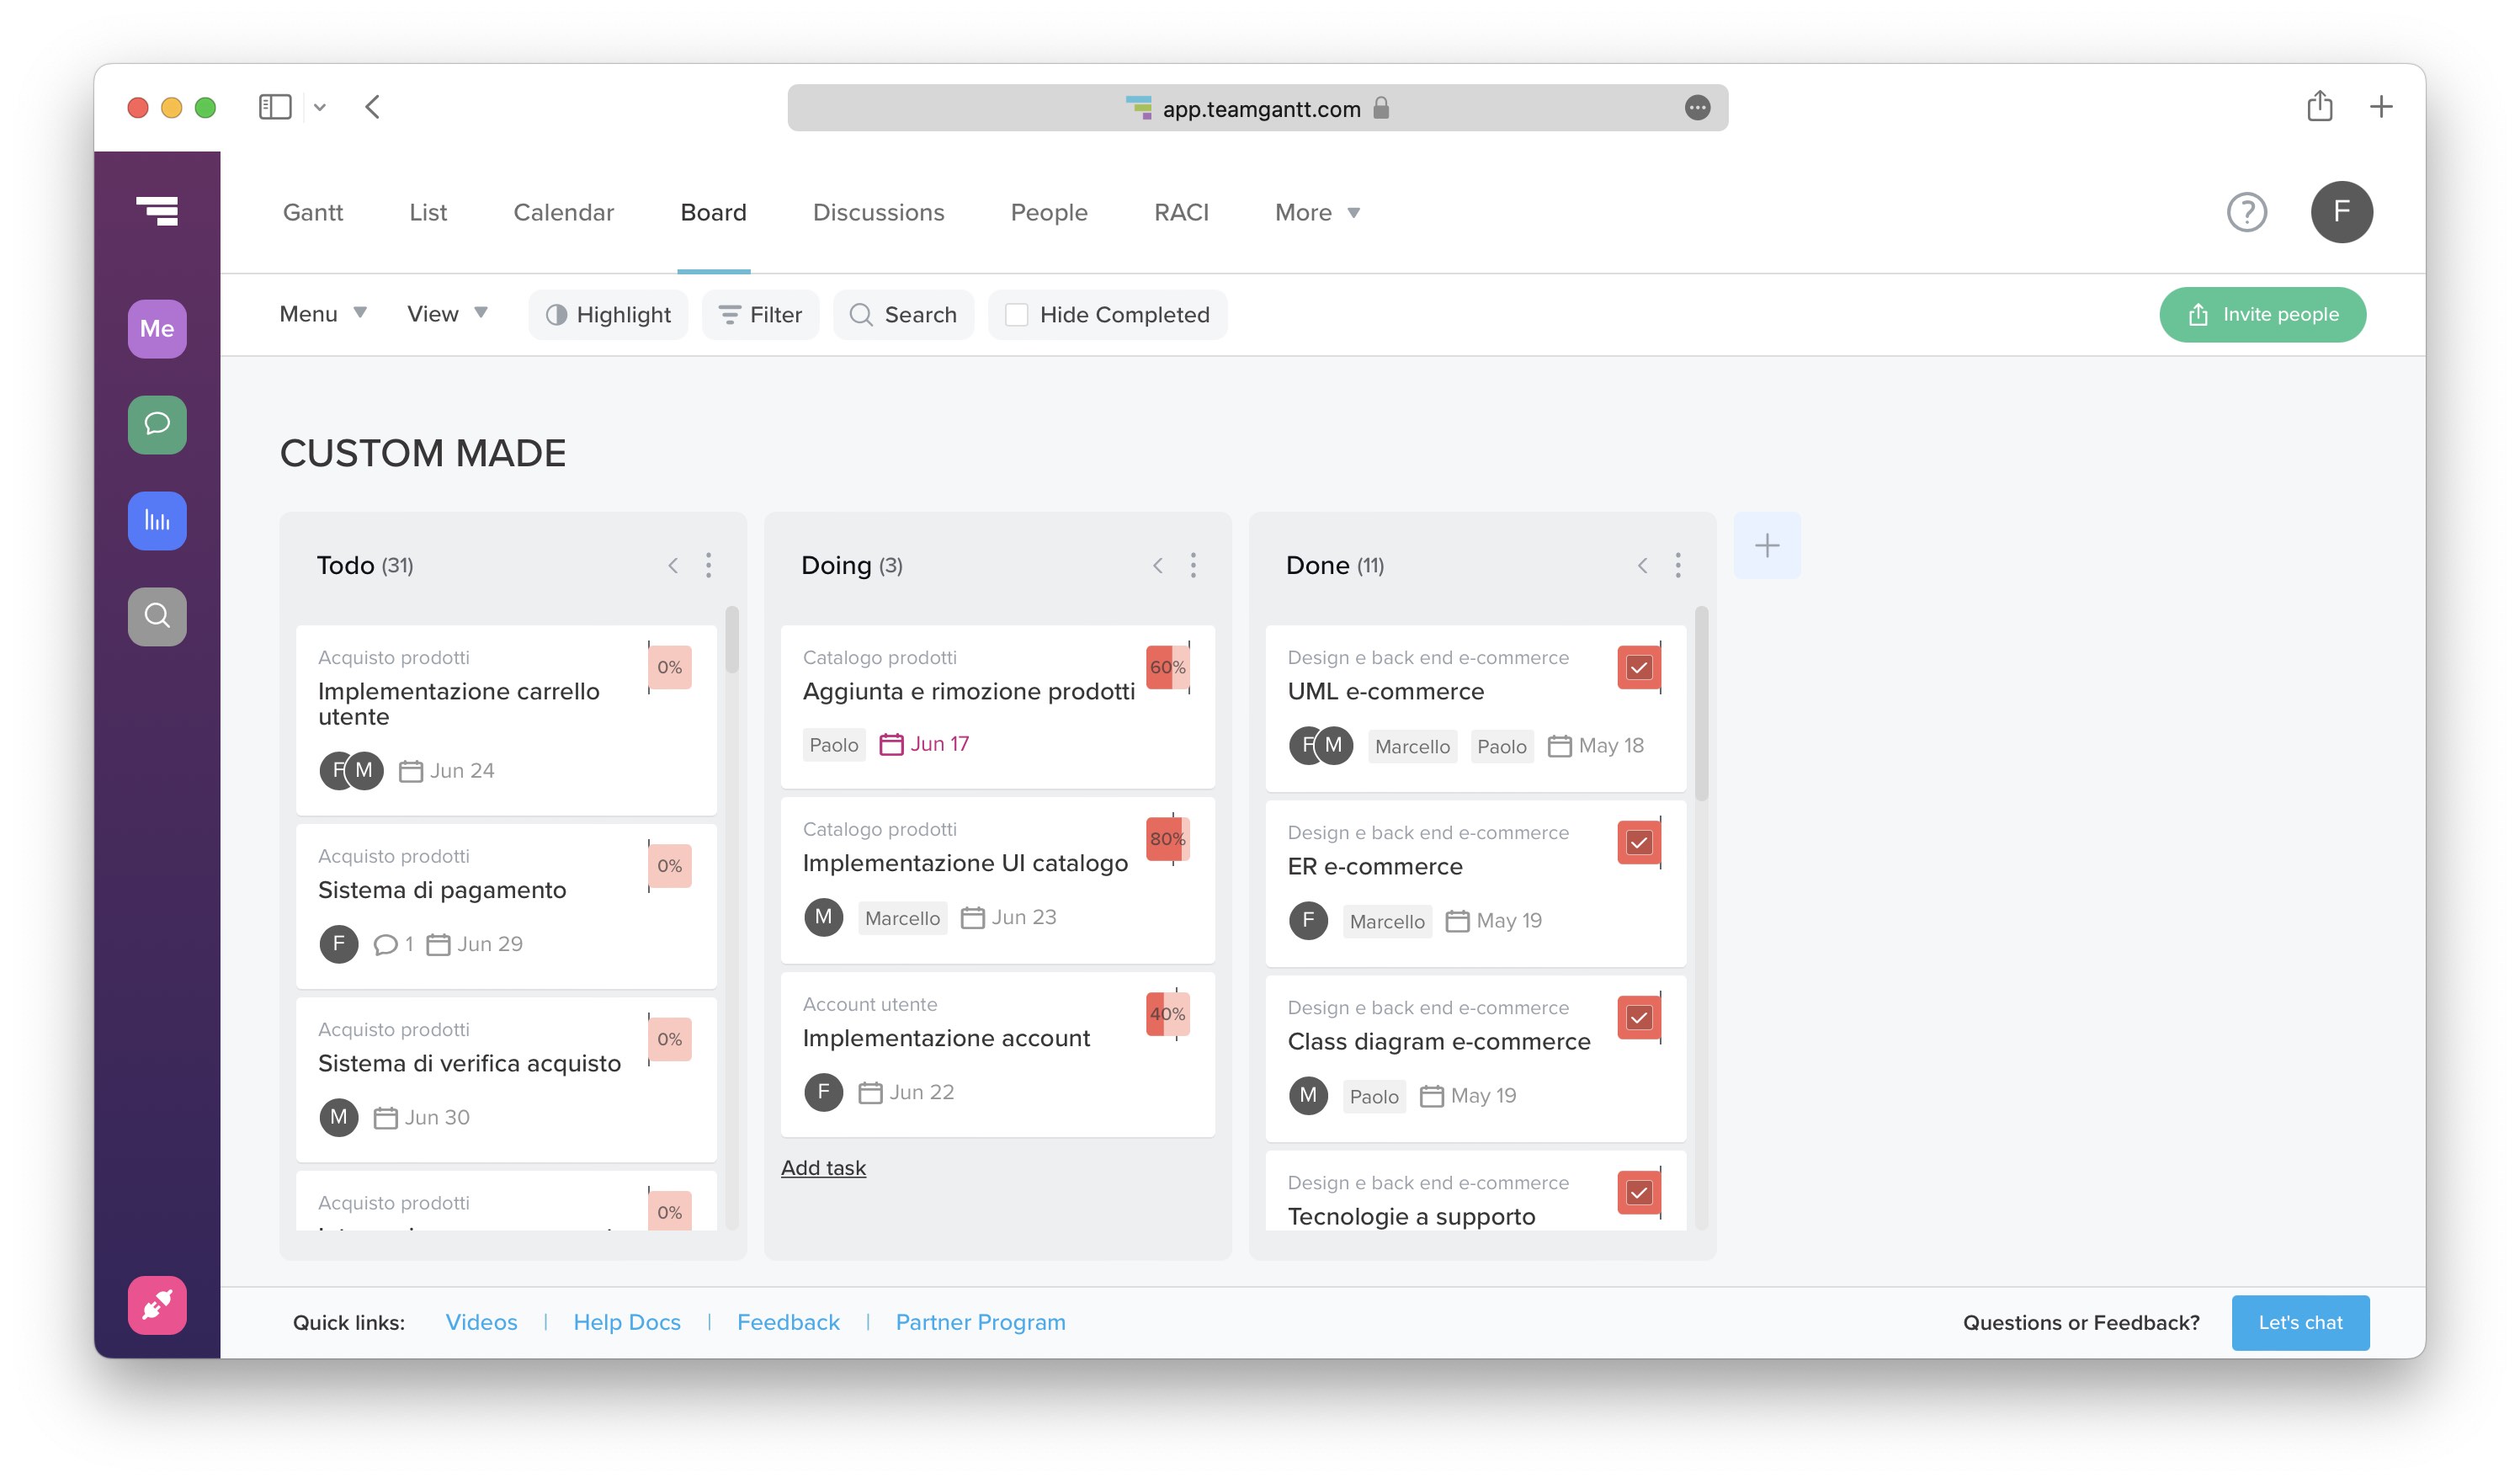 app.teamgantt.com
Gantt List Calendar Board Discussions People RACI More
F
Menu View Highlight Filter Search Hide Completed
Invite people
Me
CUSTOM MADE
Todo (31)
Acquisto prodotti
0%
Implementazione carrello
utente
F M Jun 24
Acquisto prodotti
0%
Sistema di pagamento
F 1 Jun 29
Acquisto prodotti
0%
Sistema di verifica acquisto
M Jun 30
Acquisto prodotti
0%
Doing (3)
Catalogo prodotti
60%
Aggiunta e rimozione prodotti
Paolo Jun 17
Catalogo prodotti
80%
Implementazione UI catalogo
M Marcello Jun 23
Account utente
40%
Implementazione account
F Jun 22
Add task
Done (11)
Design e back end e-commerce
UML e-commerce
F M Marcello Paolo May 18
Design e back end e-commerce
ER e-commerce
F Marcello May 19
Design e back end e-commerce
Class diagram e-commerce
M Paolo May 19
Design e back end e-commerce
Tecnologie a supporto
Quick links: Videos | Help Docs | Feedback | Partner Program
Questions or Feedback? Let's chat